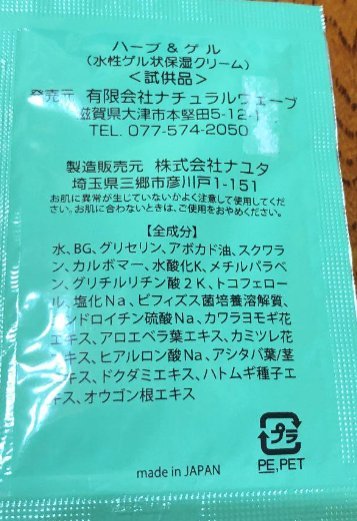 ハーブ & ゲル
(水性ゲル状保湿クリーム)
<試供品>
発売元 有限会社ナチュラルウェーブ
滋賀県大津市本堅田5-12-1
TEL. 077-574-2050
製造販売元 株式会社ナユタ
埼玉県三郷市彦川戸1-151
お肌に異常が生じていないかよく注意して使用してくだ
さい。お肌に合わないときは、ご使用をおやめください。
【全成分】
水、BG、グリセリン、アボカド油、スクワラ
ン、カルボマー、水酸化K、メチルパラベ
ン、グリチルリチン酸2K、トコフェロー
ル、塩化Na、ビフィズス菌培養溶解質、
コンドロイチン硫酸Na、カワラヨモギ花
エキス、アロエベラ葉エキス、カミツレ花
エキス、ヒアルロン酸Na、アシタバ葉/茎
エキス、ドクダミエキス、ハトムギ種子エ
キス、オウゴン根エキス
プラ
PE,PET
made in JAPAN